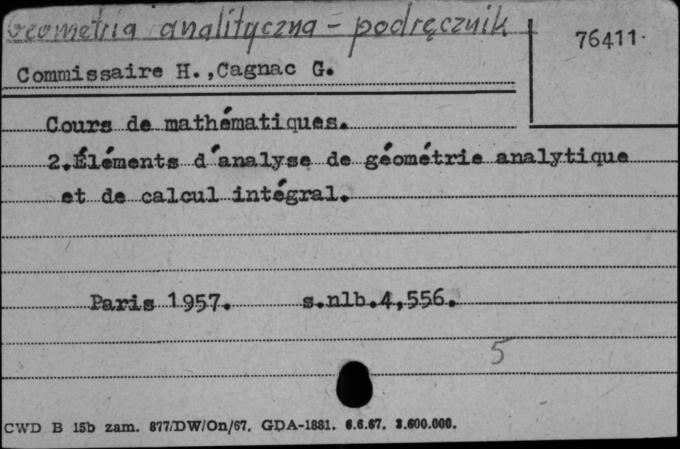 Geometria analityczna - podręcznik
76411.
Commissaire H.,Cagnac G.
Cours de mathématiques.
2.Éléments d'analyse de géométrie analytique
et de calcul intégral.
Paris 1957. s.nlb.4,556.
5
CWD B 15b zam. 877/DW/On/67. GDA-1881. 6.6.67. 3.600.000.